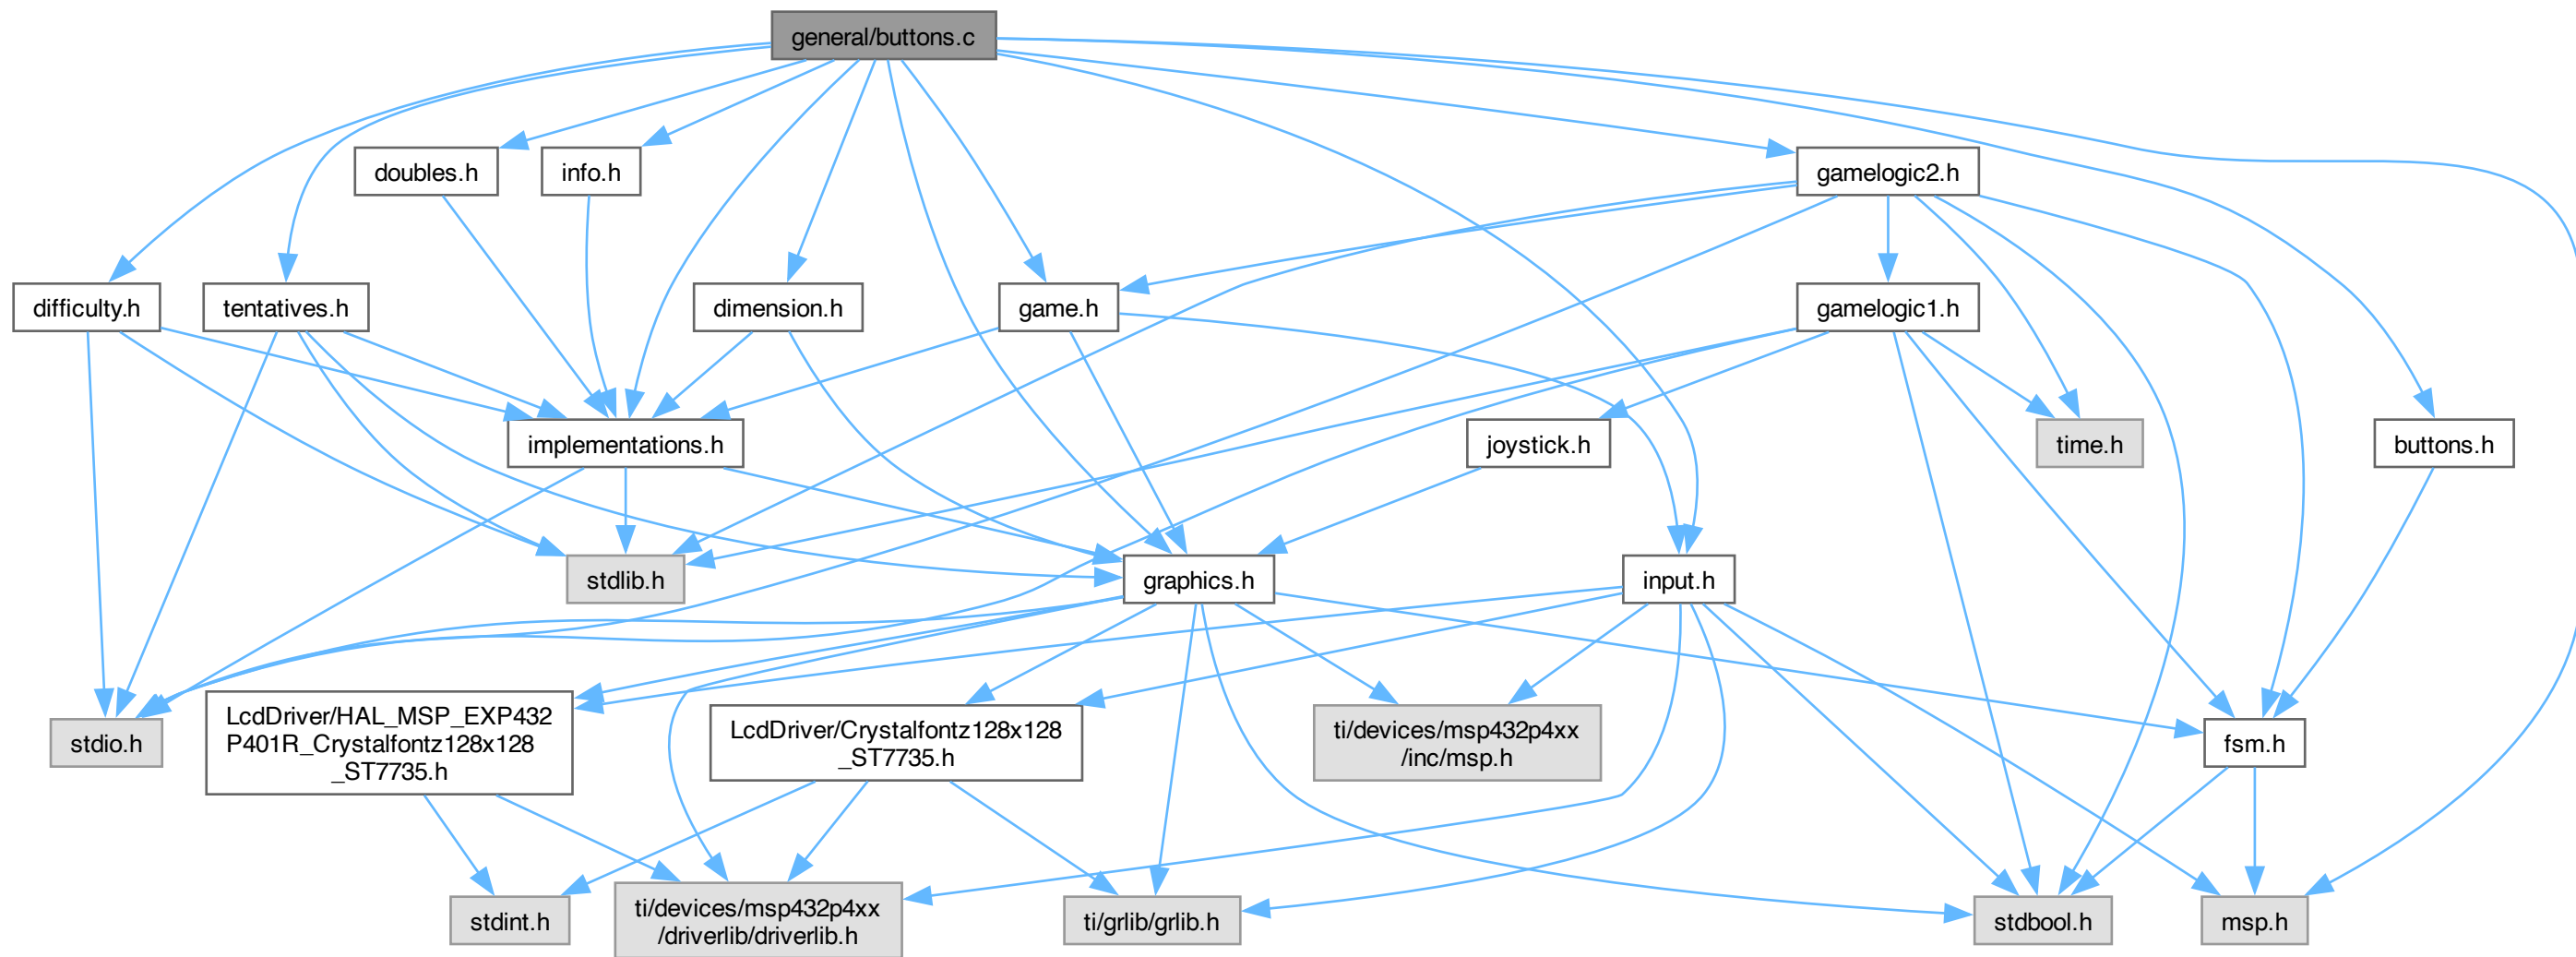 general/buttons.c
doubles.h
info.h
gamelogic2.h
difficulty.h
tentatives.h
dimension.h
game.h
gamelogic1.h
implementations.h
joystick.h
time.h
buttons.h
stdlib.h
graphics.h
input.h
stdio.h
LcdDriver/HAL_MSP_EXP432
P401R_Crystalfontz128x128
_ST7735.h
LcdDriver/Crystalfontz128x128
_ST7735.h
ti/devices/msp432p4xx
/inc/msp.h
fsm.h
stdint.h
ti/devices/msp432p4xx
/driverlib/driverlib.h
ti/grlib/grlib.h
stdbool.h
msp.h